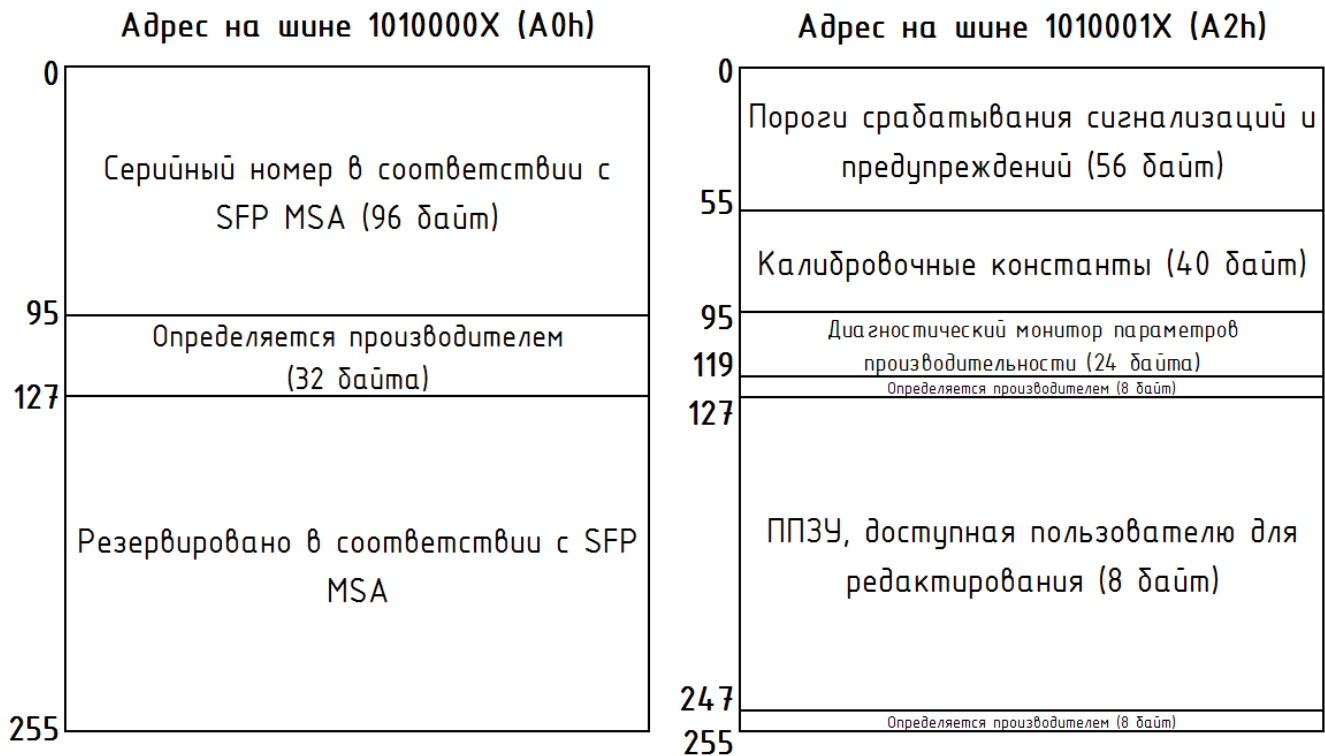 Адрес на шине 1010000X (A0h)
0
Серийный номер в соответствии с
SFP MSA (96 байт)
95
Определяется производителем
(32 байта)
127
Резервировано в соответствии с SFP
MSA
255
Адрес на шине 1010001X (A2h)
0
Пороги срабатывания сигнализаций и
предупреждений (56 байт)
55
Калибровочные константы (40 байт)
95
Диагностический монитор параметров
производительности (24 байта)
119
Определяется производителем (8 байт)
127
ППЗУ, доступная пользователю для
редактирования (8 байт)
247
Определяется производителем (8 байт)
255